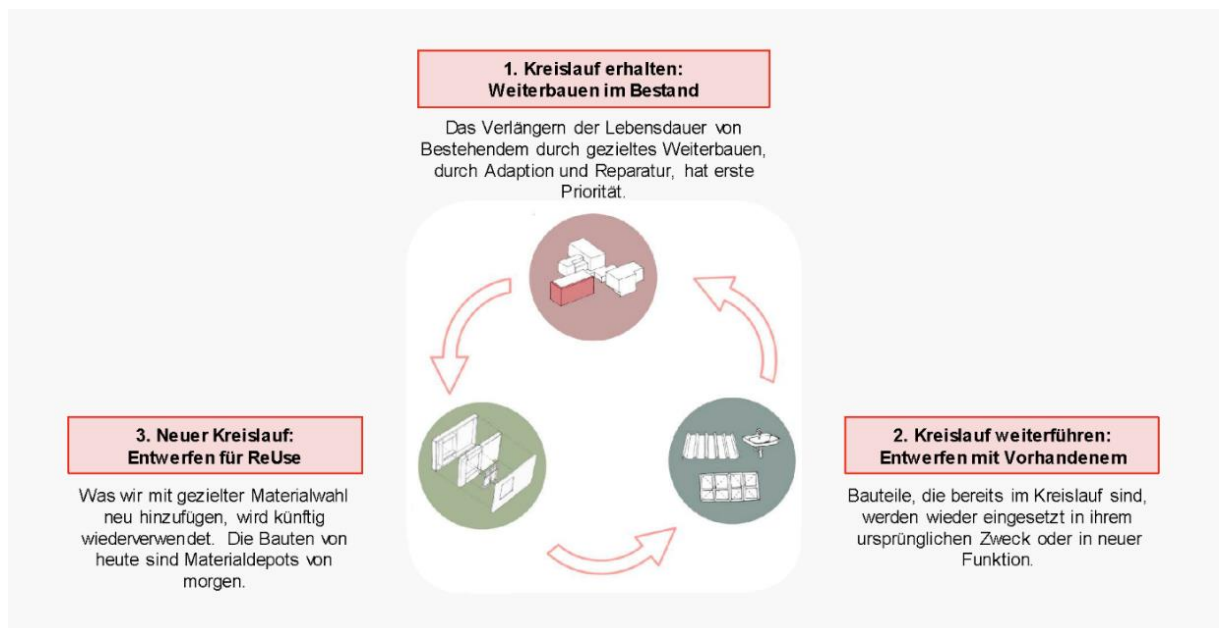 1. Kreislauf erhalten:
Weiterbauen im Bestand
Das Verlängern der Lebensdauer von
Bestehendem durch gezieltes Weiterbauen,
durch Adaption und Reparatur, hat erste
Priorität.
3. Neuer Kreislauf:
Entwerfen für ReUse
Was wir mit gezielter Materialwahl
neu hinzufügen, wird künftig
wiederverwendet. Die Bauten von
heute sind Materialdepots von
morgen.
2. Kreislauf weiterführen:
Entwerfen mit Vorhandenem
Bauteile, die bereits im Kreislauf sind,
werden wieder eingesetzt in ihrem
ursprünglichen Zweck oder in neuer
Funktion.